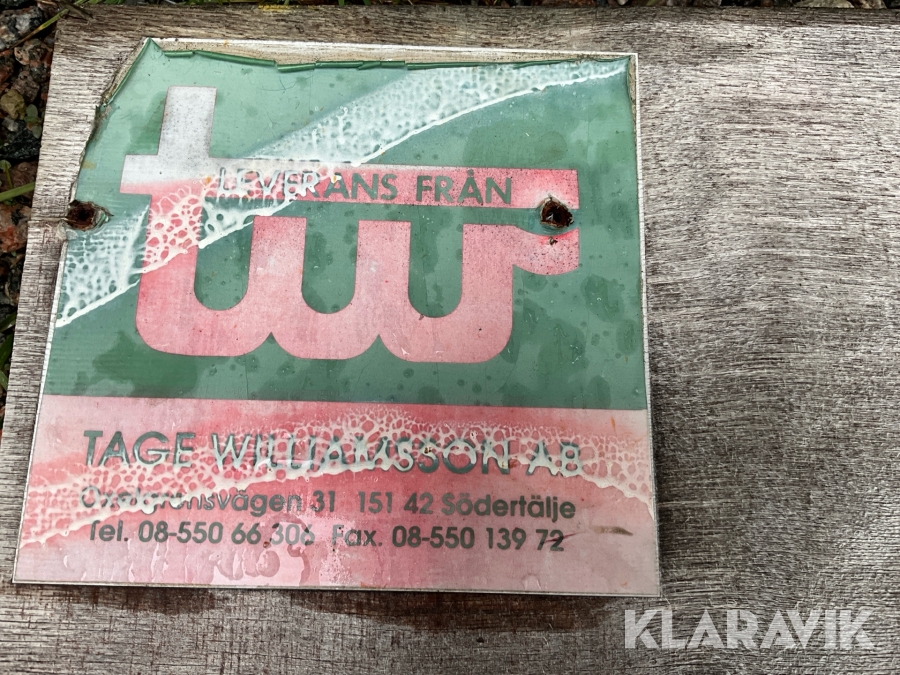 tw
LEVERANS FRÅN
TAGE WILLIAMSSON AB
31 151 42 Södertälje
Tel. 08-550 66 306 Fax. 08-550 139 72
KLARAVIK